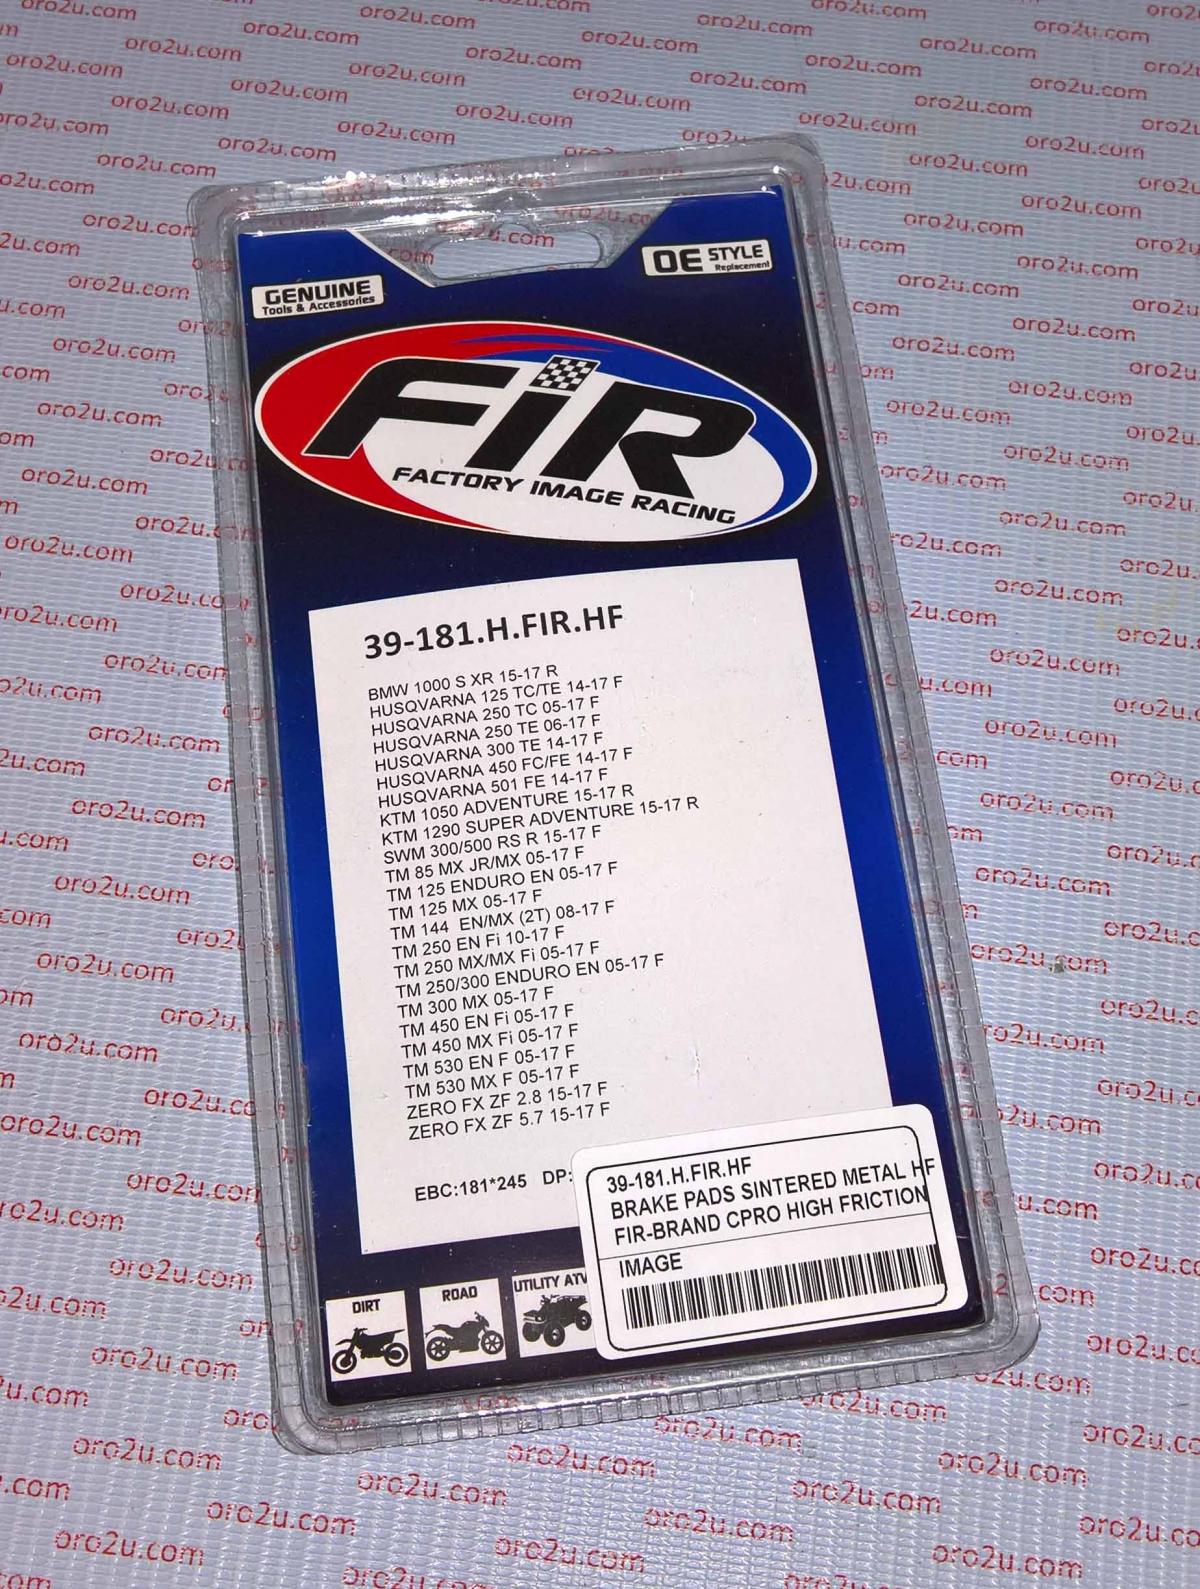 GENUINE
Tools & Accessories
OE STYLE
Replacement
FiR
FACTORY IMAGE RACING
39-181.H.FIR.HF
BMW 1000 S XR 15-17 R
HUSQVARNA 125 TC/TE 14-17 F
HUSQVARNA 250 TC 05-17 F
HUSQVARNA 250 TE 06-17 F
HUSQVARNA 300 TE 14-17 F
HUSQVARNA 450 FC/FE 14-17 F
HUSQVARNA 501 FE 14-17 F
KTM 1050 ADVENTURE 15-17 R
KTM 1290 SUPER ADVENTURE 15-17 R
SWM 300/500 RS R 15-17 F
TM 85 MX JR/MX 05-17 F
TM 125 ENDURO EN 05-17 F
TM 125 MX 05-17 F
TM 144 EN/MX (2T) 08-17 F
TM 250 EN Fi 10-17 F
TM 250 MX/MX Fi 05-17 F
TM 250/300 ENDURO EN 05-17 F
TM 300 MX 05-17 F
TM 450 EN Fi 05-17 F
TM 450 MX Fi 05-17 F
TM 530 EN F 05-17 F
TM 530 MX F 05-17 F
ZERO FX ZF 2.8 15-17 F
ZERO FX ZF 5.7 15-17 F
EBC:181*245 DP:
39-181.H.FIR.HF
BRAKE PADS SINTERED METAL HF
FIR-BRAND CPRO HIGH FRICTION
IMAGE
DIRT
ROAD
UTILITY ATV
oro2u.com